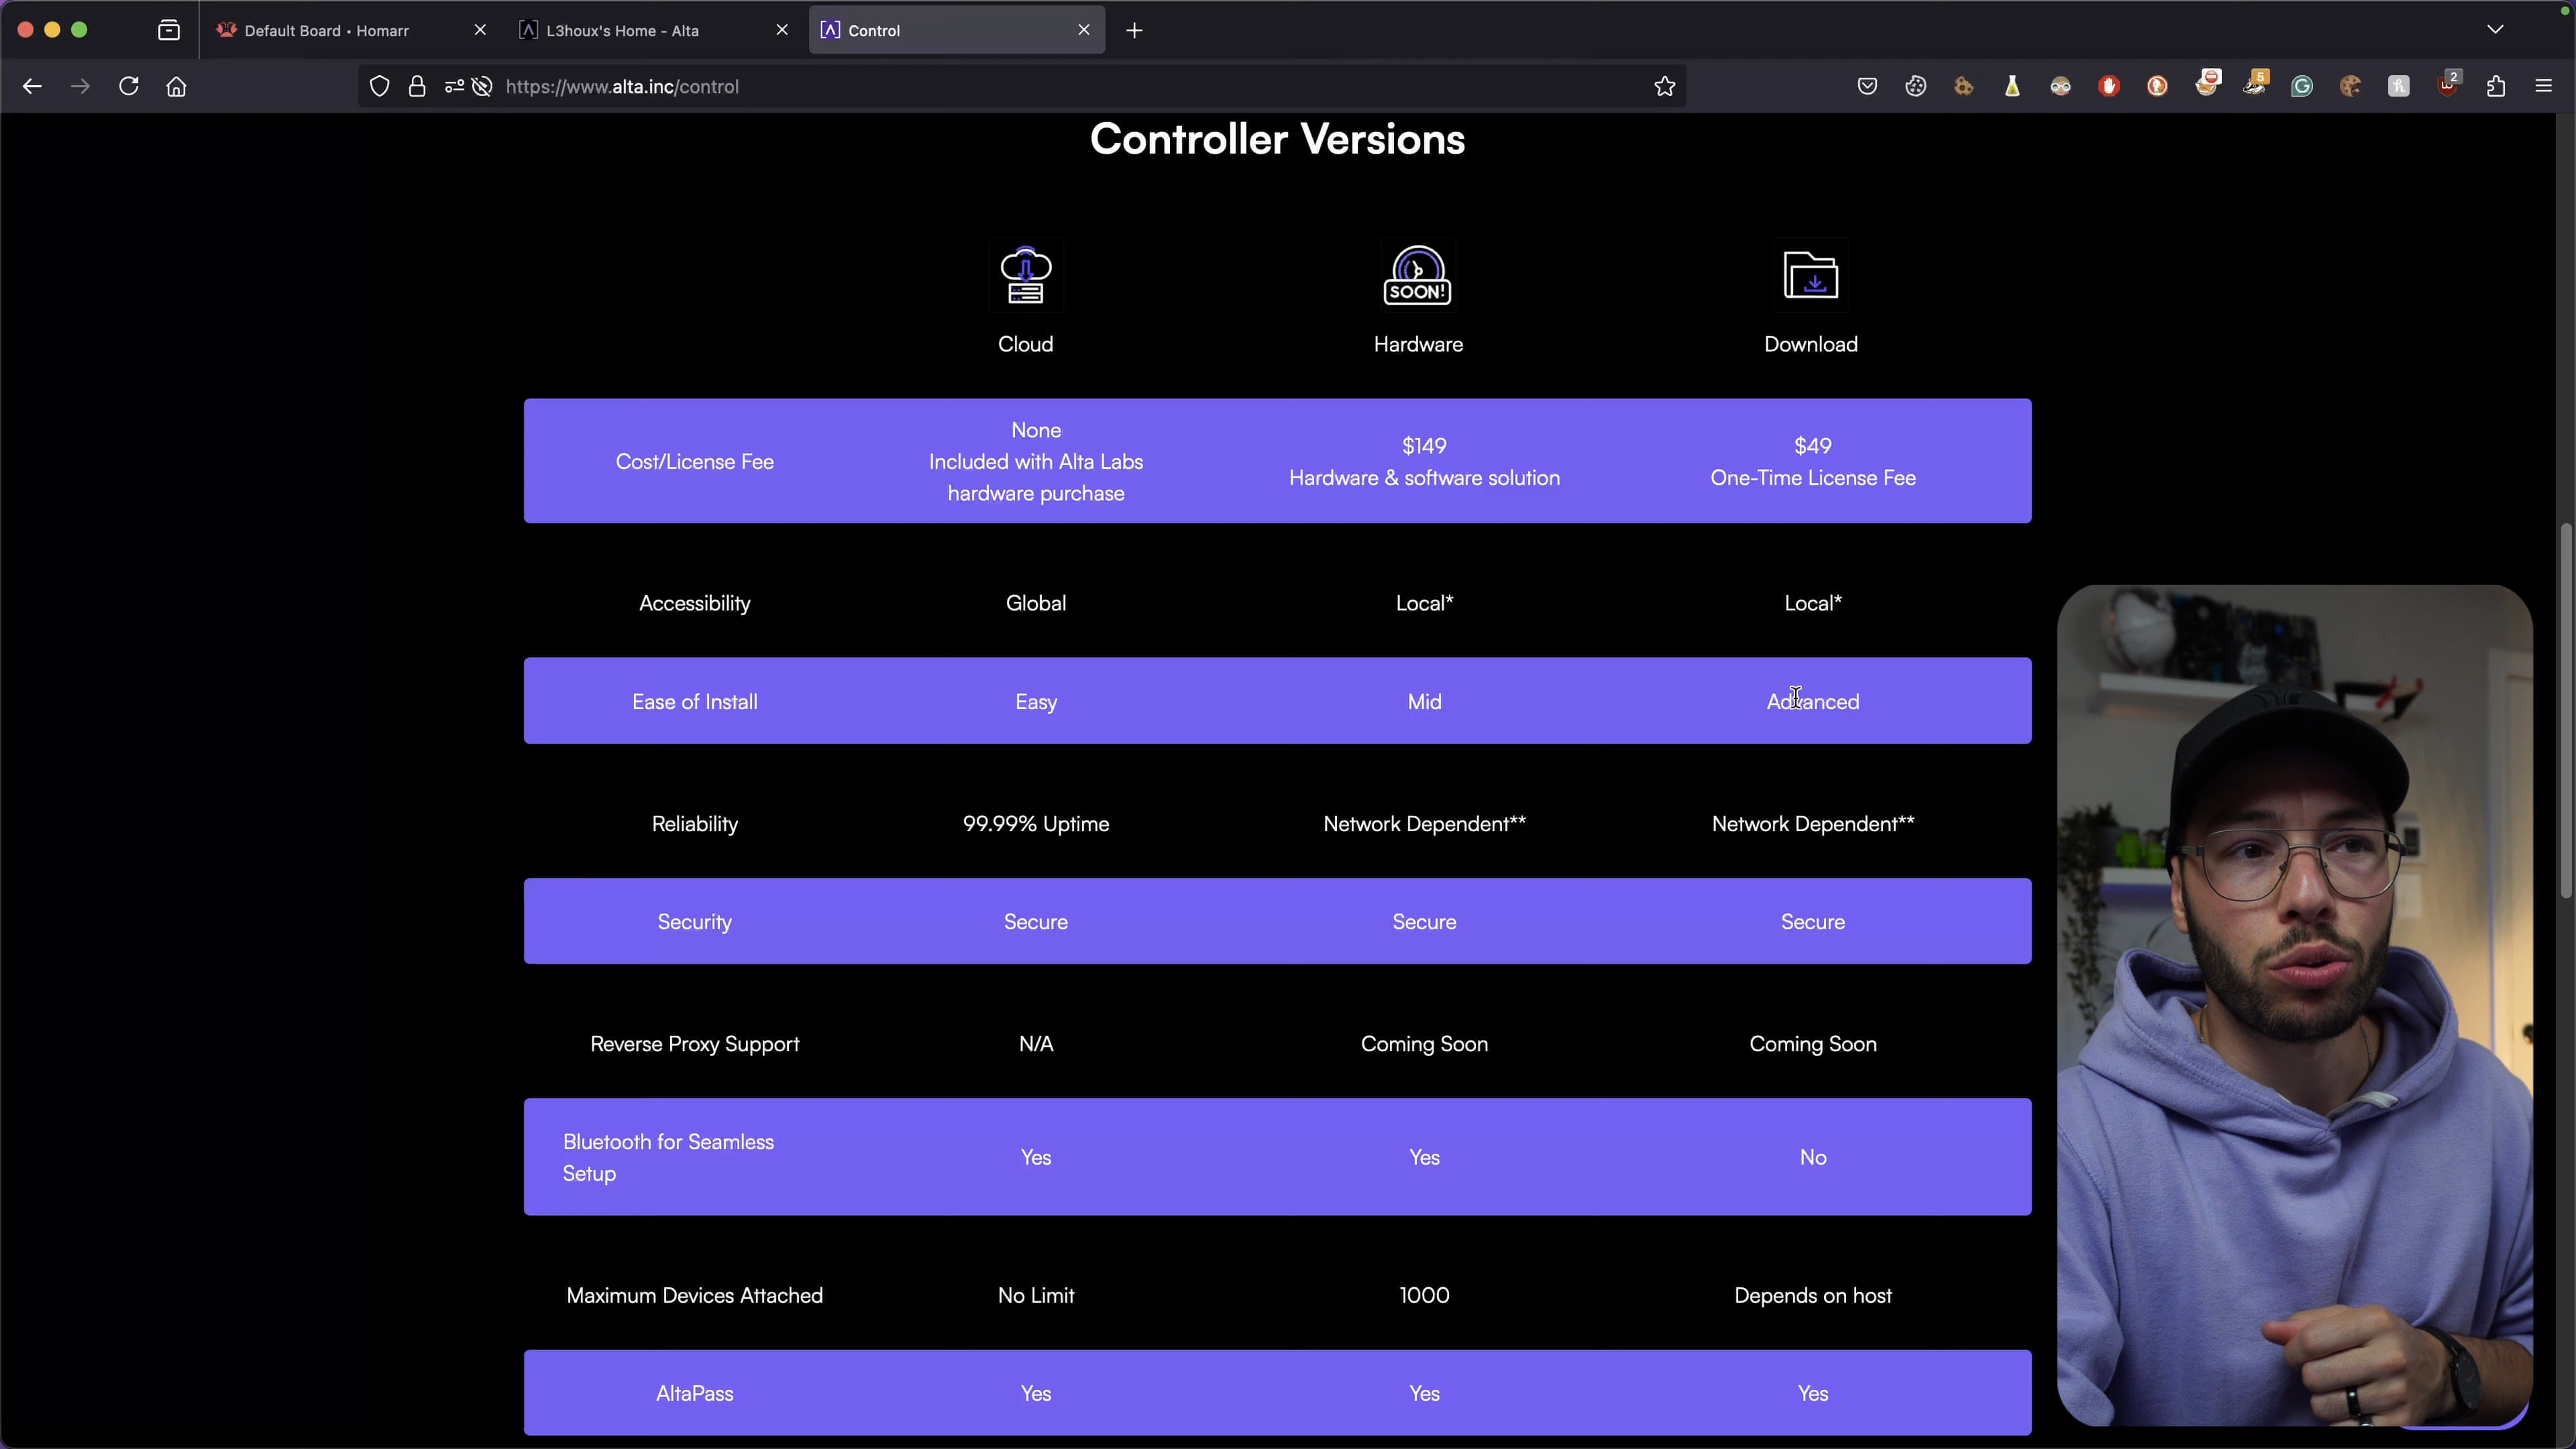 Default Board • Homarr
L3houx's Home - Alta
Control
https://www.alta.inc/control
5
2
Controller Versions
SOON!
Cloud
Hardware
Download
Cost/License Fee
None
Included with Alta Labs
hardware purchase
$149
Hardware & software solution
$49
One-Time License Fee
Accessibility
Global
Local*
Local*
Ease of Install
Easy
Mid
Advanced
Reliability
99.99% Uptime
Network Dependent**
Network Dependent**
Security
Secure
Secure
Secure
Reverse Proxy Support
N/A
Coming Soon
Coming Soon
Bluetooth for Seamless
Setup
Yes
Yes
No
Maximum Devices Attached
No Limit
1000
Depends on host
AltaPass
Yes
Yes
Yes